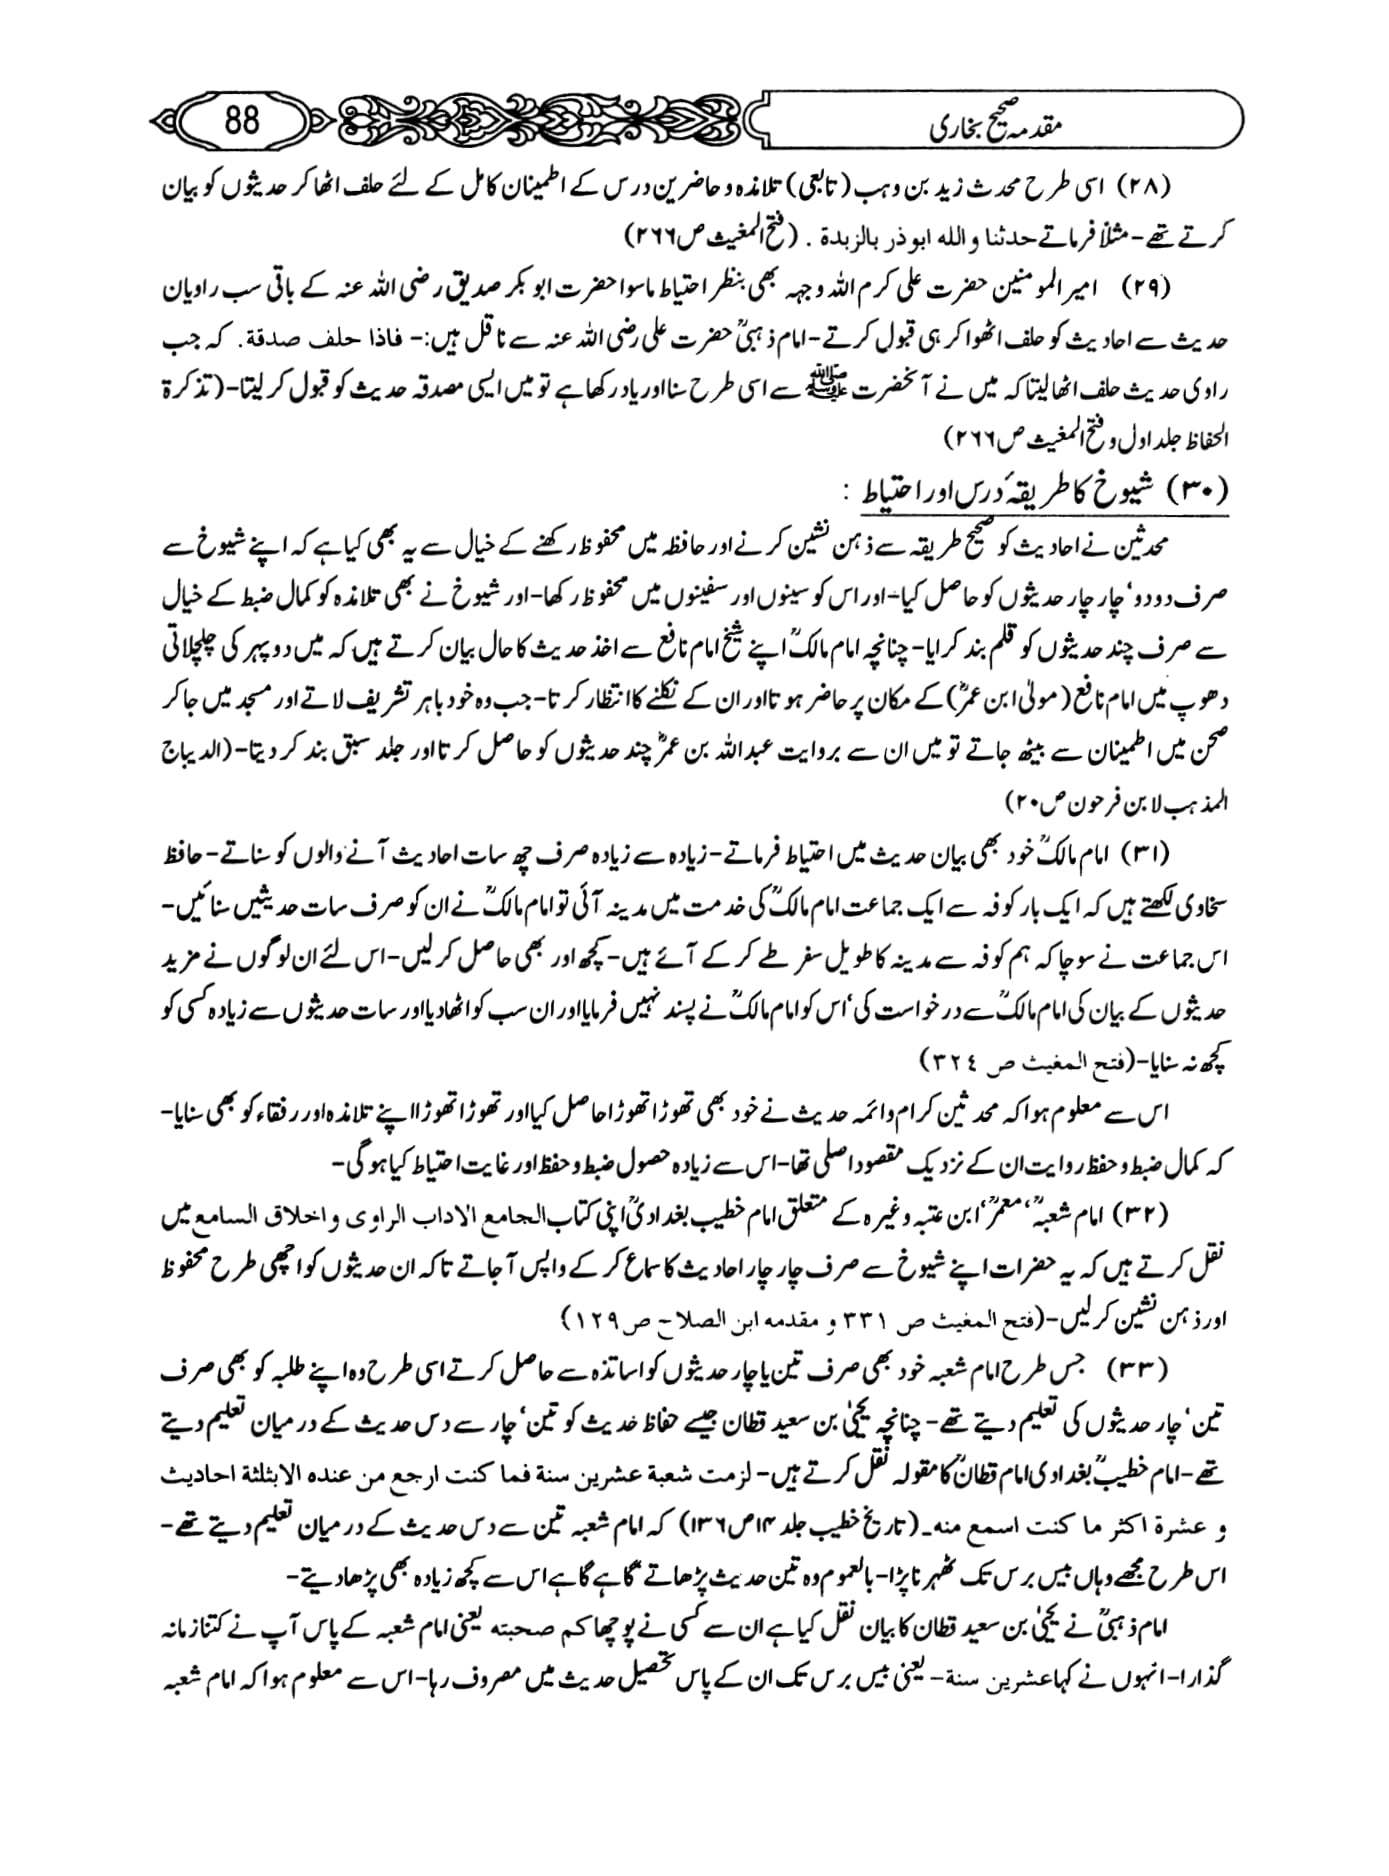 مقدمہ صحیح بخاری
88
(۲۸) اسی طرح محدث زید بن وہب (تابعی) تلامذہ و حاضرین درس کے اطمینان کامل کے لئے حلف اٹھا کر حدیثوں کو بیان
کرتے تھے- مثلاً فرماتے حدثنا و الله ابو ذر بالزبدة . (فتح المغیث ص ۲۶۶)
(۲۹) امیر المومنین حضرت علی کرم اللہ وجہہ بھی بنظر احتیاط ماسوا حضرت ابو بکر صدیق رضی اللہ عنہ کے باقی سب راویان
حدیث سے احادیث کو حلف اٹھوا کر ہی قبول کرتے- امام ذہبیؒ حضرت علی رضی اللہ عنہ سے ناقل ہیں:- فاذا حلف صدقة. کہ جب
راوی حدیث حلف اٹھا لیتا کہ میں نے آنحضرت ﷺ سے اسی طرح سنا اور یاد رکھا ہے تو میں ایسی مصدقہ حدیث کو قبول کر لیتا- (تذکرة
الحفاظ جلد اول و فتح المغیث ص ۲۶۶)
(۳۰) شیوخ کا طریقۂ درس اور احتیاط :
محدثین نے احادیث کو صحیح طریقہ سے ذہن نشین کرنے اور حافظہ میں محفوظ رکھنے کے خیال سے یہ بھی کیا ہے کہ اپنے شیوخ سے
صرف دو دو‘ چار چار حدیثوں کو حاصل کیا- اور اس کو سینوں اور سفینوں میں محفوظ رکھا- اور شیوخ نے بھی تلامذہ کو کمال ضبط کے خیال
سے صرف چند حدیثوں کو قلم بند کرایا- چنانچہ امام مالکؒ اپنے شیخ امام نافع سے اخذ حدیث کا حال بیان کرتے ہیں کہ میں دوپہر کی چلچلاتی
دھوپ میں امام نافع (مولیٰ ابن عمرؓ) کے مکان پر حاضر ہوتا اور ان کے نکلنے کا انتظار کرتا- جب وہ خود باہر تشریف لاتے اور مسجد میں جا کر
صحن میں اطمینان سے بیٹھ جاتے تو میں ان سے بروایت عبداللہ بن عمرؓ چند حدیثوں کو حاصل کرتا اور جلد سبق بند کر دیتا- (الدیباج
المذہب لابن فرحون ص ۲۰)
(۳۱) امام مالکؒ خود بھی بیان حدیث میں احتیاط فرماتے- زیادہ سے زیادہ صرف چھ سات احادیث آنے والوں کو سناتے- حافظ
سخاوی لکھتے ہیں کہ ایک بار کوفہ سے ایک جماعت امام مالکؒ کی خدمت میں مدینہ آئی تو امام مالکؒ نے ان کو صرف سات حدیثیں سنائیں-
اس جماعت نے سوچا کہ ہم کوفہ سے مدینہ کا طویل سفر طے کر کے آئے ہیں- کچھ اور بھی حاصل کر لیں- اس لئے ان لوگوں نے مزید
حدیثوں کے بیان کی امام مالکؒ سے درخواست کی‘ اس کو امام مالکؒ نے پسند نہیں فرمایا اور ان سب کو اٹھا دیا اور سات حدیثوں سے زیادہ کسی کو
کچھ نہ سنایا- (فتح المغیث ص ۳۲٤)
اس سے معلوم ہوا کہ محدثین کرام و ائمہ حدیث نے خود بھی تھوڑا تھوڑا حاصل کیا اور تھوڑا تھوڑا اپنے تلامذہ اور رفقاء کو بھی سنایا-
کہ کمال ضبط و حفظ روایت ان کے نزدیک مقصود اصلی تھا- اس سے زیادہ حصول ضبط و حفظ اور غایت احتیاط کیا ہو گی-
(۳۲) امام شعبہؒ‘ معمرؒ‘ ابن عتبہ وغیرہ کے متعلق امام خطیب بغدادیؒ اپنی کتاب الجامع الاداب الراوی و اخلاق السامع میں
نقل کرتے ہیں کہ یہ حضرات اپنے شیوخ سے صرف چار چار احادیث کا سماع کر کے واپس آ جاتے تاکہ ان حدیثوں کو اچھی طرح محفوظ
اور ذہن نشین کر لیں- (فتح المغیث ص ۳۳۱ و مقدمه ابن الصلاح ص ۱۲۹)
(۳۳) جس طرح امام شعبہ خود بھی صرف تین یا چار حدیثوں کو اساتذہ سے حاصل کرتے اسی طرح وہ اپنے طلبہ کو بھی صرف
تین‘ چار حدیثوں کی تعلیم دیتے تھے- چنانچہ یحییٰ بن سعید قطان جیسے حفاظ حدیث کو تین‘ چار سے دس حدیث کے درمیان تعلیم دیتے
تھے- امام خطیبؒ بغدادی امام قطانؒ کا مقولہ نقل کرتے ہیں- لزمت شعبة عشرین سنة فما کنت ارجع من عنده الا بثلثة احادیث
و عشرة اکثر ما کنت اسمع منه۔ (تاریخ خطیب جلد ۱۴ ص ۱۳۶) کہ امام شعبہ تین سے دس حدیث کے درمیان تعلیم دیتے تھے-
اس طرح مجھے وہاں بیس برس تک ٹھہرنا پڑا- بالعموم وہ تین حدیث پڑھاتے گاہے گاہے اس سے کچھ زیادہ بھی پڑھا دیتے-
امام ذہبیؒ نے یحییٰ بن سعید قطان کا بیان نقل کیا ہے ان سے کسی نے پوچھا کم صحبته یعنی امام شعبہ کے پاس آپ نے کتنا زمانہ
گذارا- انہوں نے کہا عشرین سنة- یعنی بیس برس تک ان کے پاس تحصیل حدیث میں مصروف رہا- اس سے معلوم ہوا کہ امام شعبہ